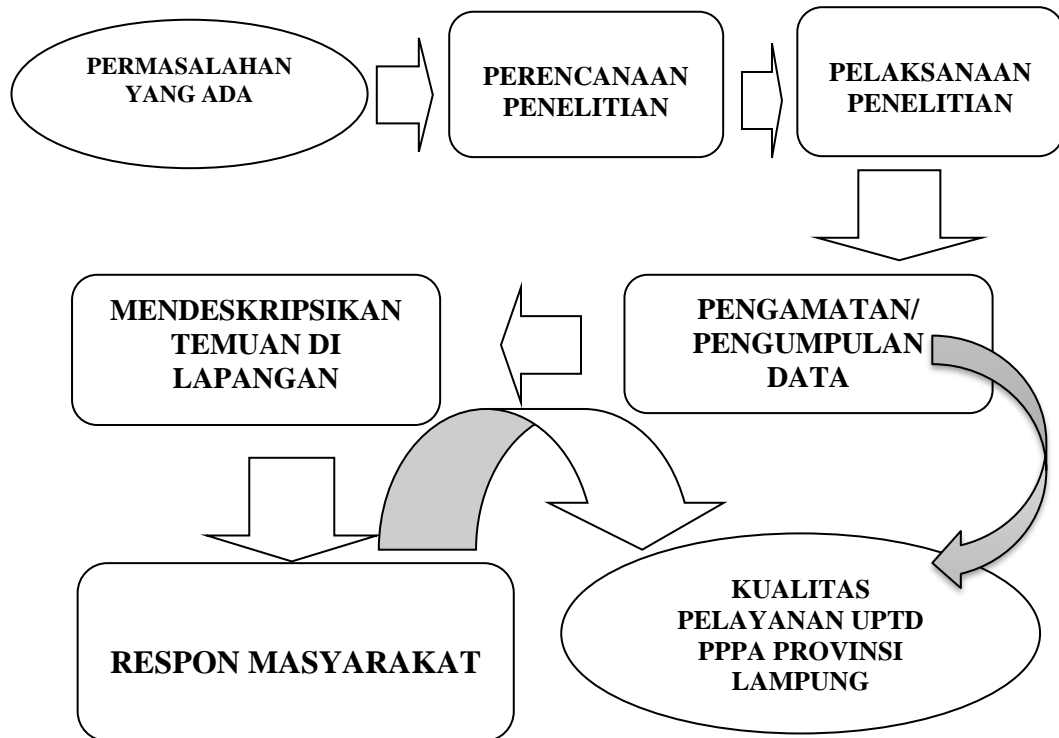 PERMASALAHAN
YANG ADA
PERENCANAAN
PENELITIAN
PELAKSANAAN
PENELITIAN
PENGAMATAN/
PENGUMPULAN
DATA
MENDESKRIPSIKAN
TEMUAN DI
LAPANGAN
RESPON MASYARAKAT
KUALITAS
PELAYANAN UPTD
PPPA PROVINSI
LAMPUNG